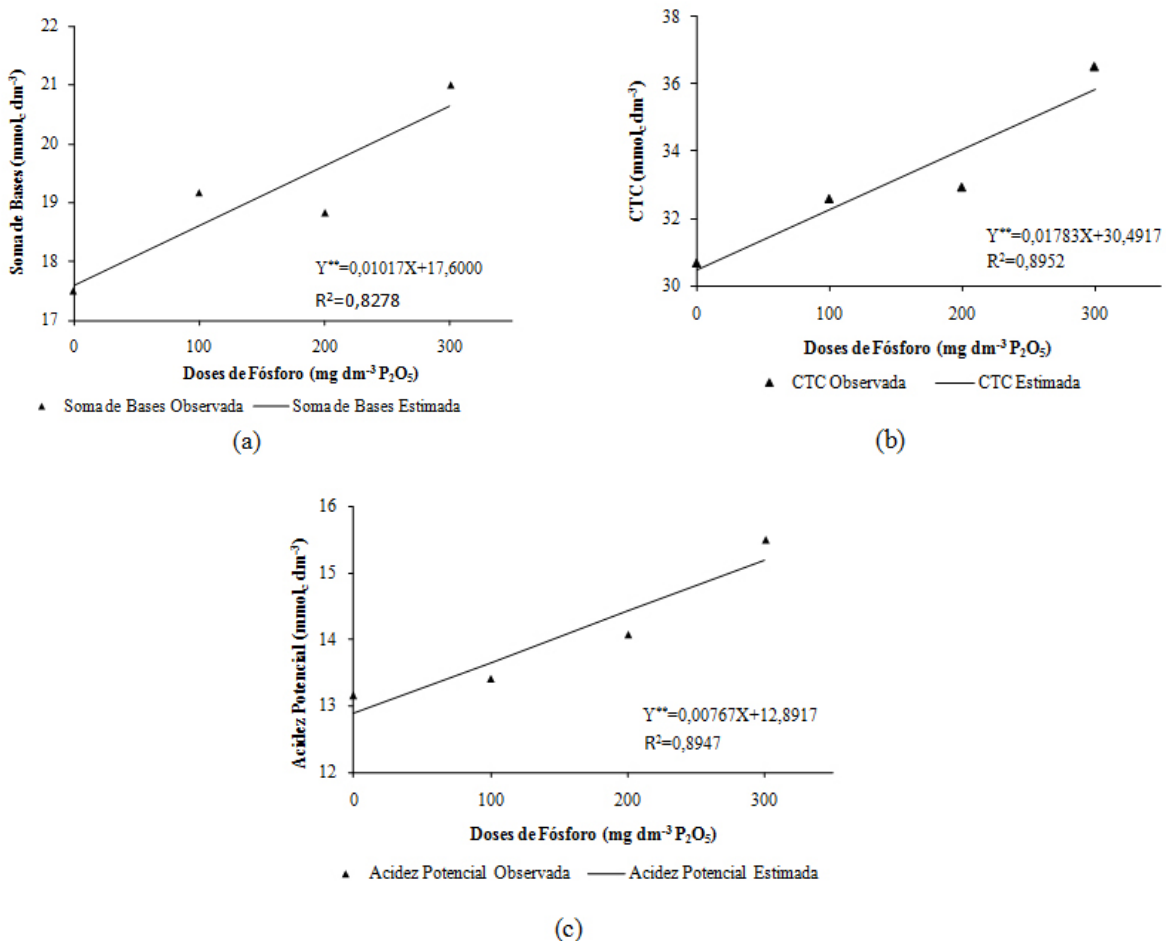 22
21
20
19
18
17
Soma de Bases (mmolc dm-3)
Y**=0,01017X+17,6000
R2=0,8278
0 100 200 300
Doses de Fósforo (mg dm-3 P2O5)
Soma de Bases Observada Soma de Bases Estimada
(a)
38
36
34
32
30
CTC (mmolc dm-3)
Y**=0,01783X+30,4917
R2=0,8952
0 100 200 300
Doses de Fósforo (mg dm-3 P2O5)
CTC Observada CTC Estimada
(b)
16
15
14
13
12
Acidez Potencial (mmolc dm-3)
Y**=0,00767X+12,8917
R2=0,8947
0 100 200 300
Doses de Fósforo (mg dm-3 P2O5)
Acidez Potencial Observada Acidez Potencial Estimada
(c)